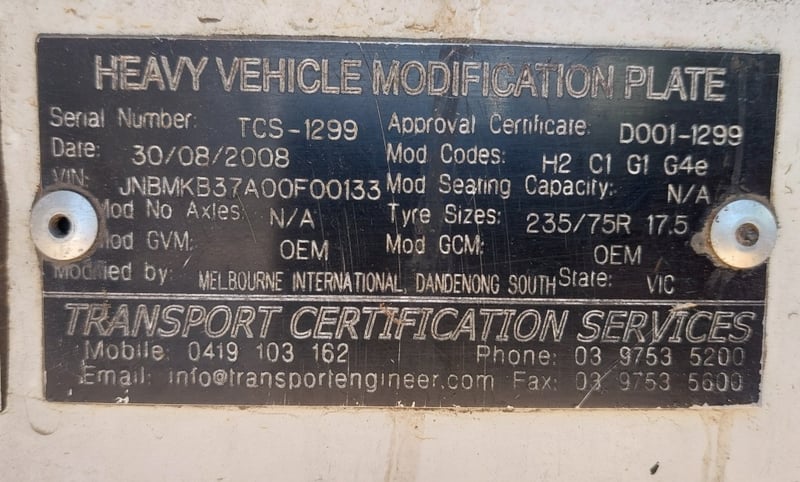 HEAVY VEHICLE MODIFICATION PLATE
Serial Number: TCS-1299 Approval Certificate: D001-1299
Date: 30/08/2008 Mod Codes: H2 C1 G1 G4e
VIN: JNBMKB37A00F00133 Mod Seating Capacity: N/A
Mod No Axles: N/A Tyre Sizes: 235/75R 17.5
Mod GVM: OEM Mod GCM: OEM
Modified by: MELBOURNE INTERNATIONAL, DANDENONG SOUTH State: VIC
TRANSPORT CERTIFICATION SERVICES
Mobile: 0419 103 162 Phone: 03 9753 5200
Email: info@transportengineer.com Fax: 03 9753 5600